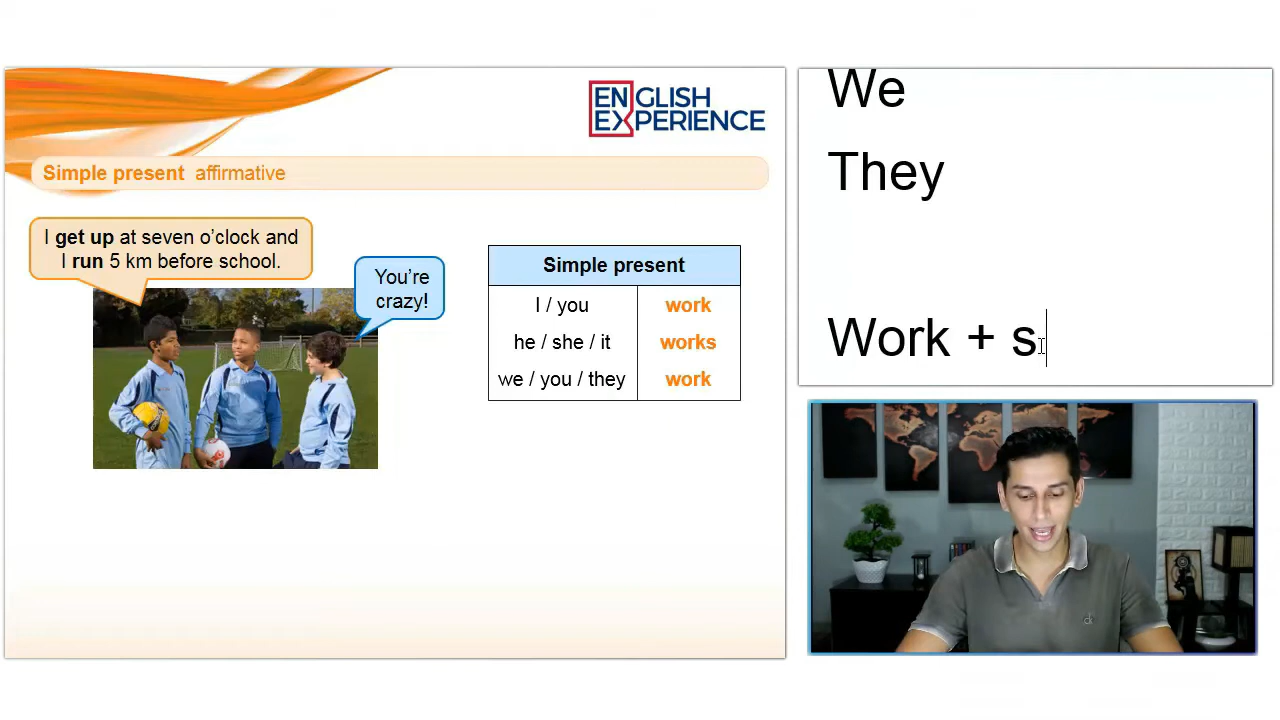 ENGLISH
EXPERIENCE
Simple present affirmative
I get up at seven o’clock and
I run 5 km before school.
You’re
crazy!
Simple present
I / you work
he / she / it works
we / you / they work
We
They
Work + s